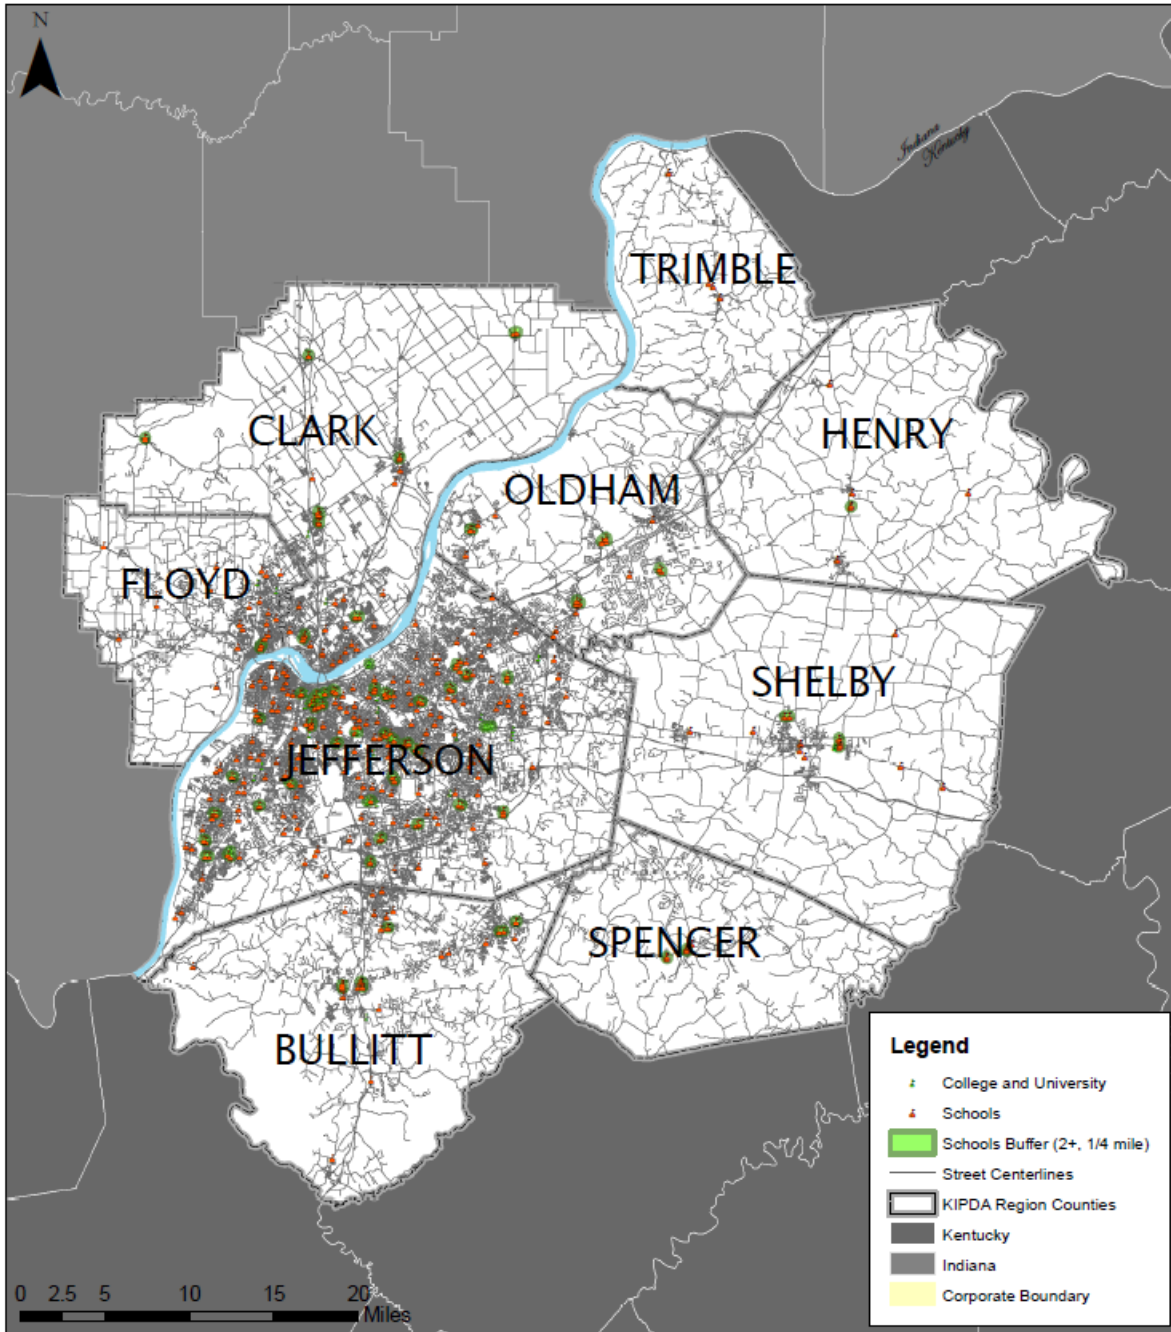 N
Indiana
Kentucky
TRIMBLE
CLARK
HENRY
OLDHAM
FLOYD
SHELBY
JEFFERSON
SPENCER
BULLITT
Legend
College and University
Schools
Schools Buffer (2+, 1/4 mile)
Street Centerlines
KIPDA Region Counties
Kentucky
Indiana
Corporate Boundary
0 2.5 5 10 15 20
Miles